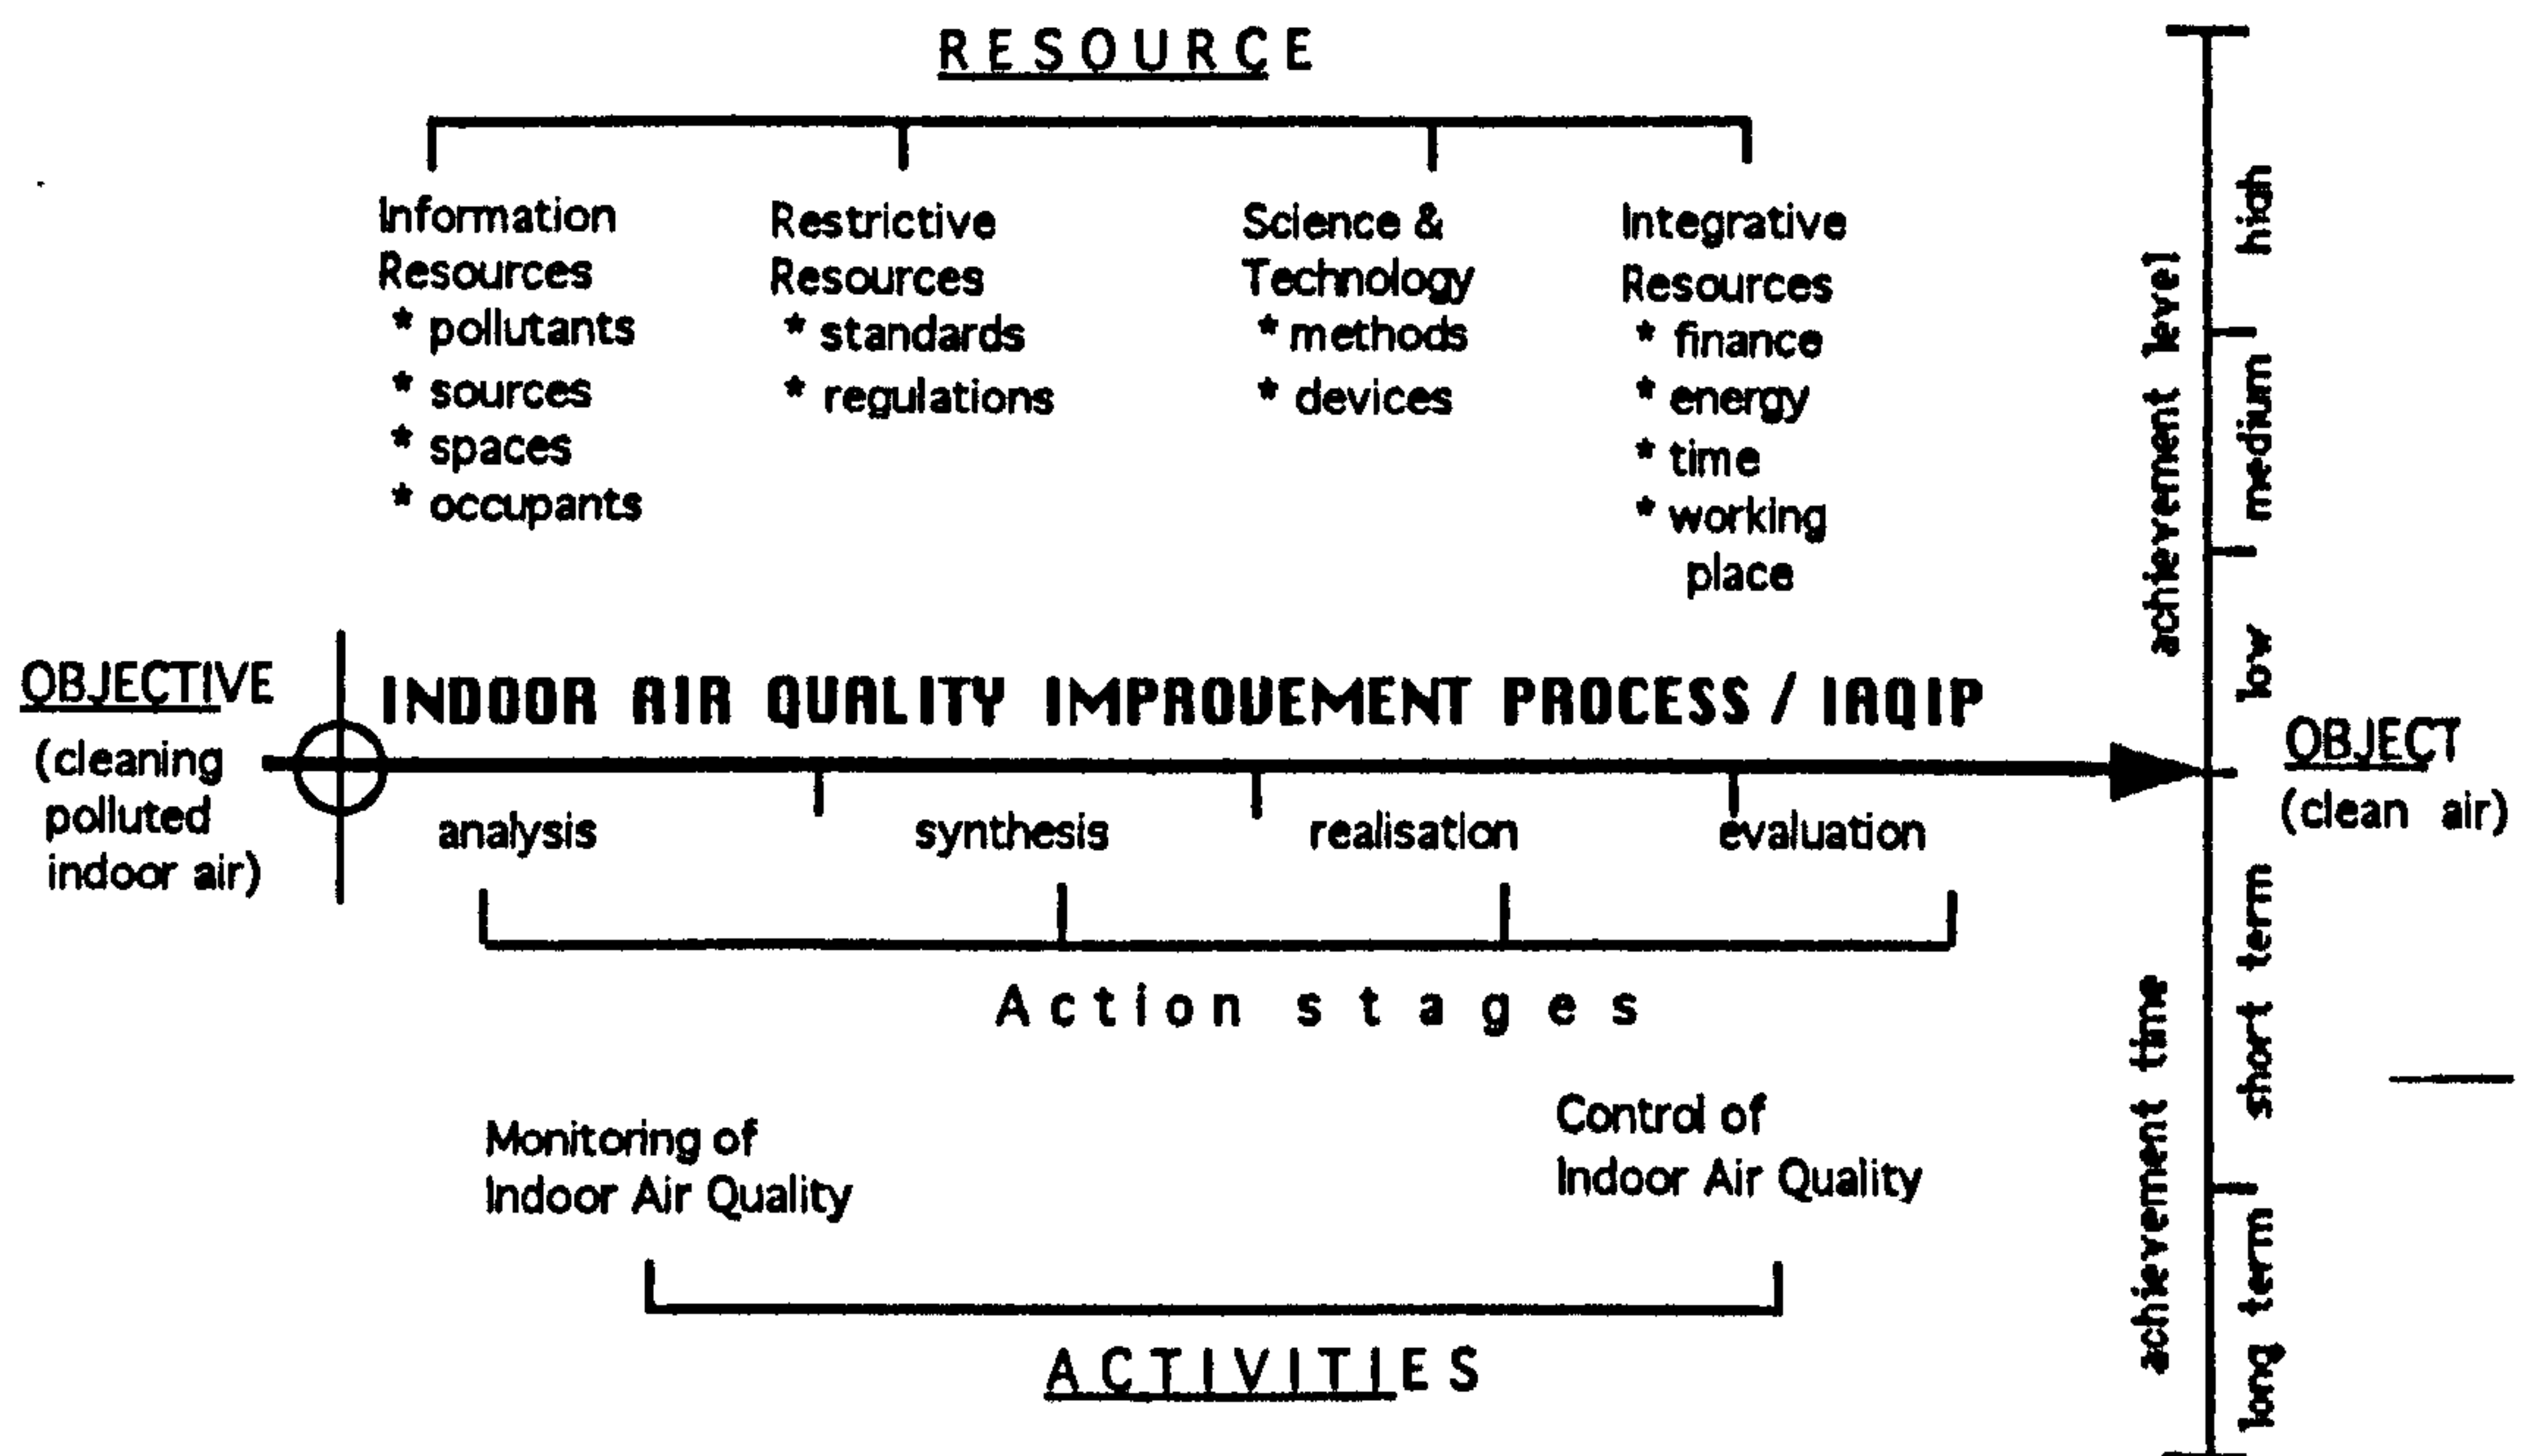 RESOURCE
Information
Resources
* pollutants
* sources
* spaces
* occupants
Restrictive
Resources
* standards
* regulations
Science &
Technology
* methods
* devices
Integrative
Resources
* finance
* energy
* time
* working
place
OBJECTIVE
(cleaning
polluted
indoor air)
INDOOR AIR QUALITY IMPROVEMENT PROCESS / IAQIP
analysis
synthesis
realisation
evaluation
Action stages
Monitoring of
Indoor Air Quality
Control of
Indoor Air Quality
ACTIVITIES
achievement level
high
medium
low
OBJECT
(clean air)
achievement time
short term
long term